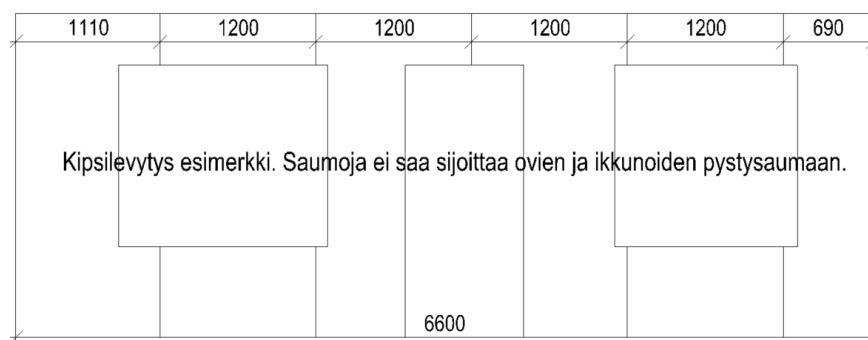 1110 1200 1200 1200 1200 690
Kipsilevytys esimerkki. Saumoja ei saa sijoittaa ovien ja ikkunoiden pystysaumaan.
6600